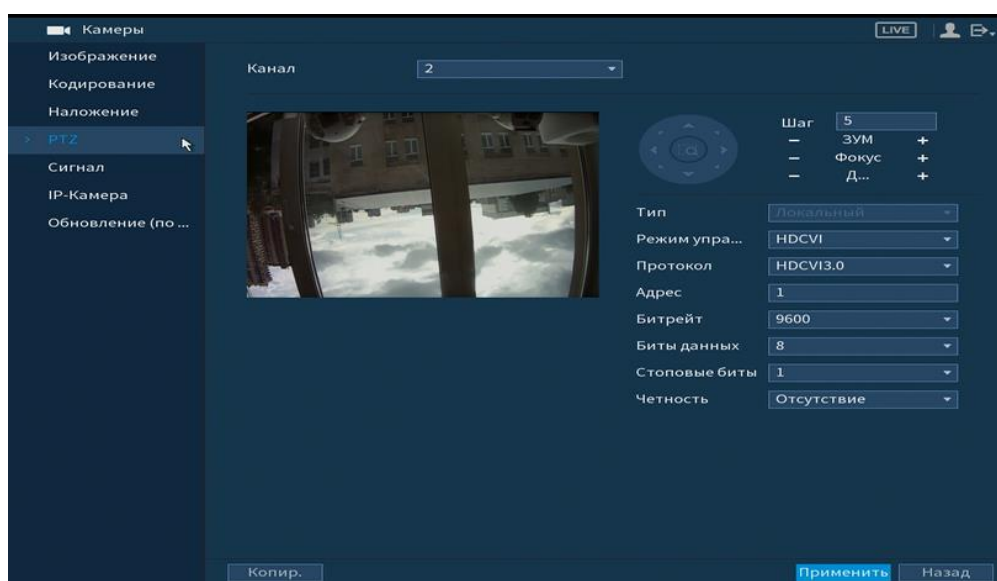 Камеры
LIVE
Изображение
Кодирование
Наложение
PTZ
Сигнал
IP-Камера
Обновление (по ...
Канал 2
Шаг 5
− ЗУМ +
− Фокус +
− Д... +
Тип Локальный
Режим упра... HDCVI
Протокол HDCVI3.0
Адрес 1
Битрейт 9600
Биты данных 8
Стоповые биты 1
Четность Отсутствие
Копир.
Применить
Назад